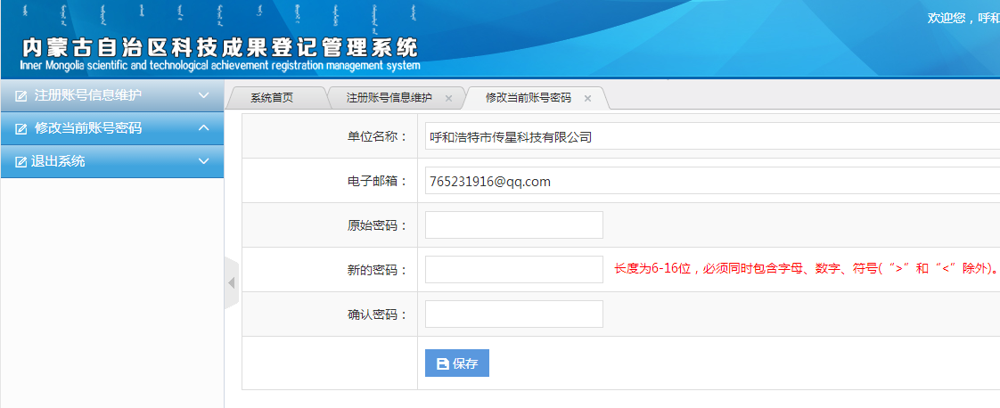 欢迎您，呼和
内蒙古自治区科技成果登记管理系统
Inner Mongolia scientific and technological achievement registration management system
注册账号信息维护
修改当前账号密码
退出系统
系统首页 注册账号信息维护 × 修改当前账号密码 ×
单位名称： 呼和浩特市传星科技有限公司
电子邮箱： 765231916@qq.com
原始密码：
新的密码： 长度为6-16位，必须同时包含字母、数字、符号(“>”和“<”除外)。
确认密码：
保存